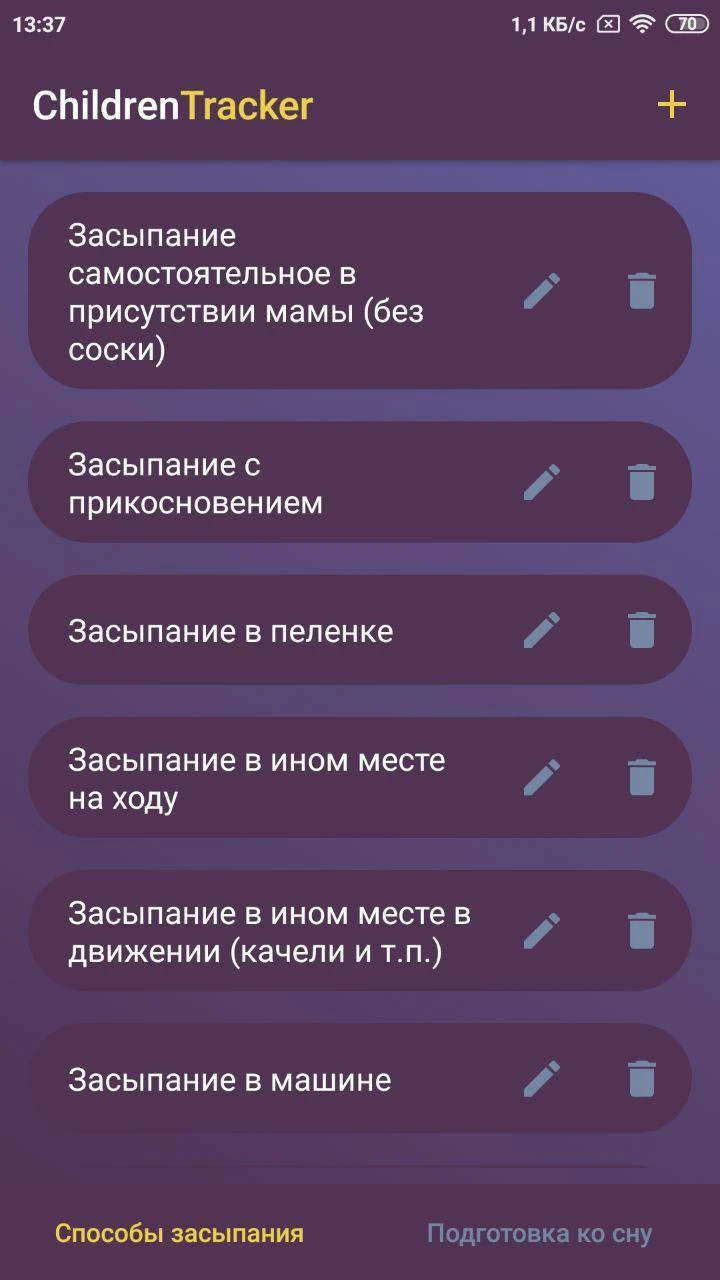 13:37
1,1 КБ/с
70
ChildrenTracker
Засыпание
самостоятельное в
присутствии мамы (без
соски)
Засыпание с
прикосновением
Засыпание в пеленке
Засыпание в ином месте
на ходу
Засыпание в ином месте в
движении (качели и т.п.)
Засыпание в машине
Способы засыпания
Подготовка ко сну